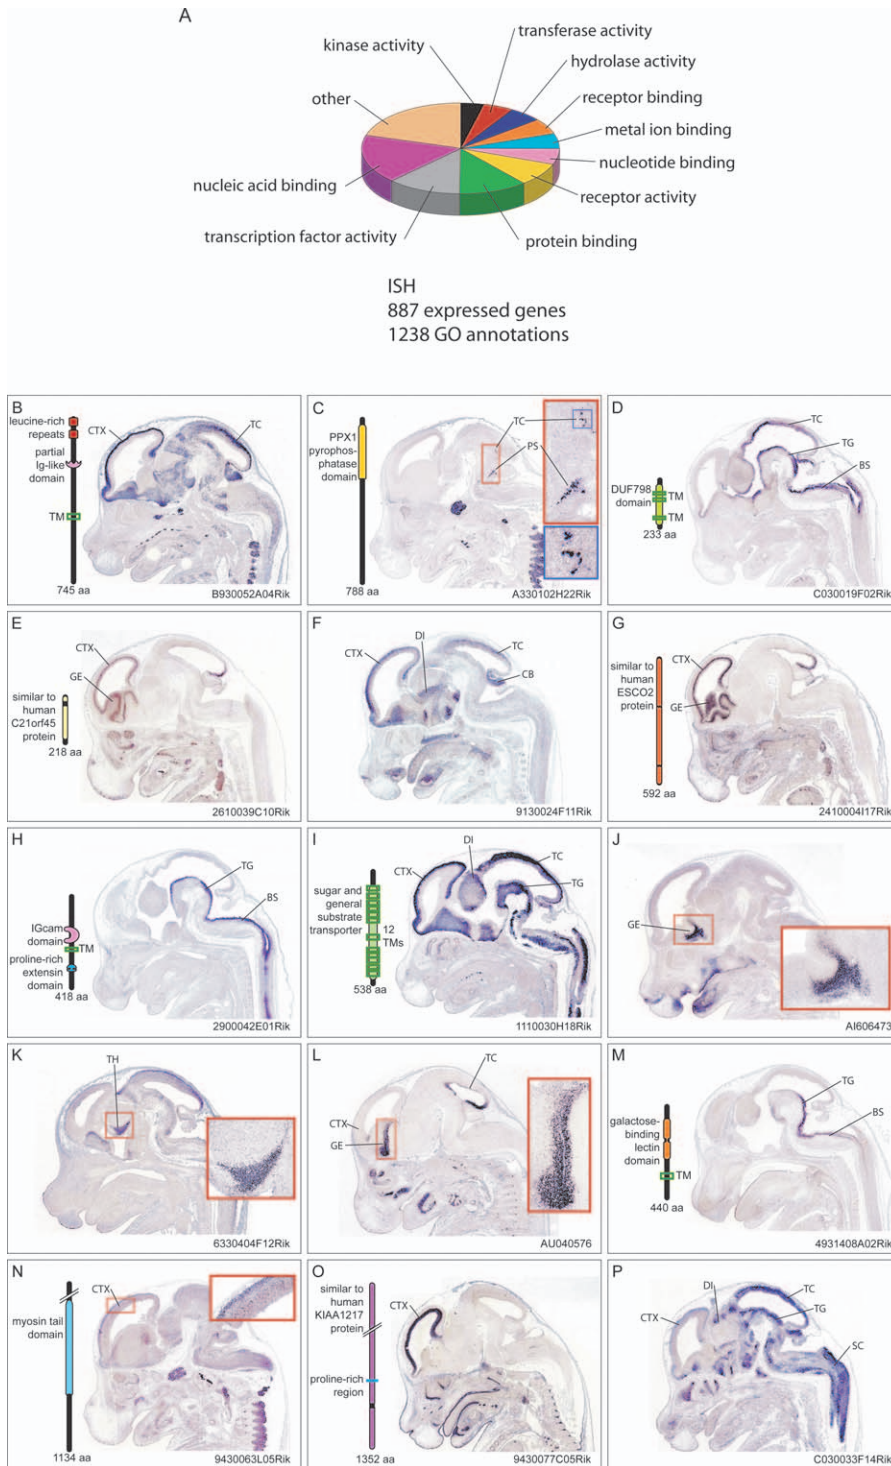 A
kinase activity
transferase activity
hydrolase activity
receptor binding
metal ion binding
nucleotide binding
receptor activity
protein binding
transcription factor activity
nucleic acid binding
other
ISH
887 expressed genes
1238 GO annotations
B
leucine-rich
repeats
partial
Ig-like
domain
TM
745 aa
CTX
TC
B930052A04Rik
C
PPX1
pyrophos-
phatase
domain
788 aa
TC
PS
A330102H22Rik
D
DUF798
domain
TM
TM
233 aa
TC
TG
BS
C030019F02Rik
E
CTX
GE
similar to
human
C21orf45
protein
218 aa
2610039C10Rik
F
CTX
DI
TC
CB
9130024F11Rik
G
similar to
human
ESCO2
protein
592 aa
CTX
GE
2410004I17Rik
H
IGcam
domain
TM
proline-rich
extensin
domain
418 aa
TG
BS
2900042E01Rik
I
sugar and
general
substrate
transporter
12
TMs
538 aa
CTX
DI
TC
TG
1110030H18Rik
J
GE
AI606473
K
TH
6330404F12Rik
L
TC
CTX
GE
AU040576
M
galactose-
binding
lectin
domain
TM
440 aa
TG
BS
4931408A02Rik
N
myosin tail
domain
1134 aa
CTX
9430063L05Rik
O
similar to
human
KIAA1217
protein
proline-rich
region
1352 aa
CTX
9430077C05Rik
P
CTX
DI
TC
TG
SC
C030033F14Rik